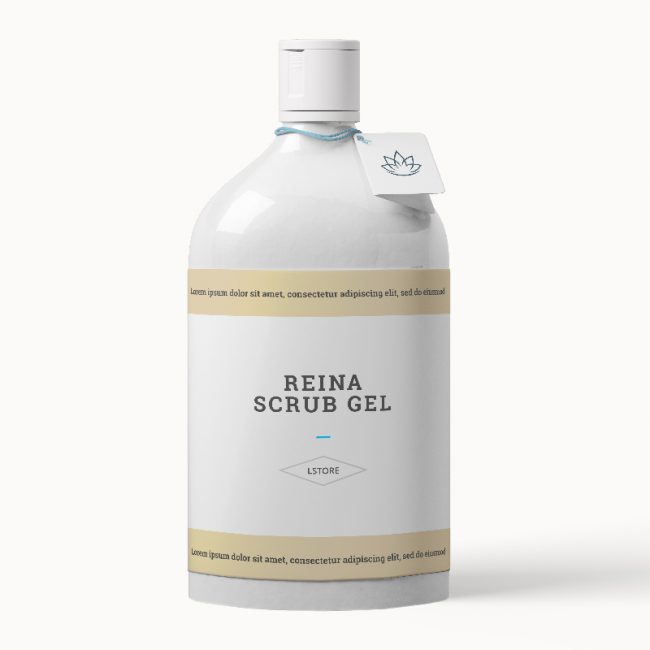 Lorem ipsum dolor sit amet, consectetur adipiscing elit, sed do eiusmod
REINA
SCRUB GEL
LSTORE
Lorem ipsum dolor sit amet, consectetur adipiscing elit, sed do eiusmod